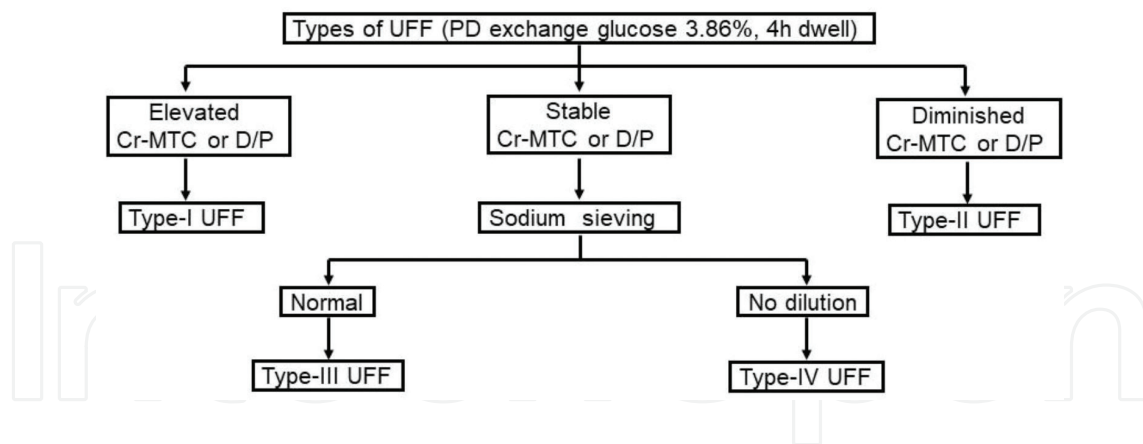 Types of UFF (PD exchange glucose 3.86%, 4h dwell)
Elevated
Cr-MTC or D/P
Stable
Cr-MTC or D/P
Diminished
Cr-MTC or D/P
Type-I UFF
Sodium sieving
Type-II UFF
Normal
No dilution
Type-III UFF
Type-IV UFF